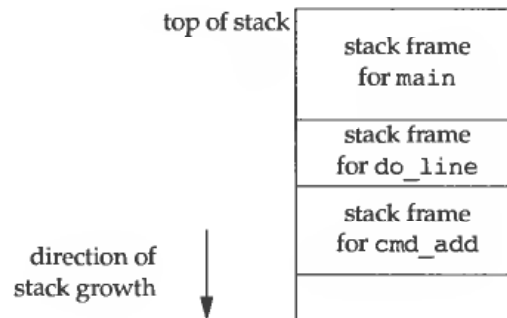 top of stack
stack frame
for main
stack frame
for do_line
stack frame
for cmd_add
direction of
stack growth